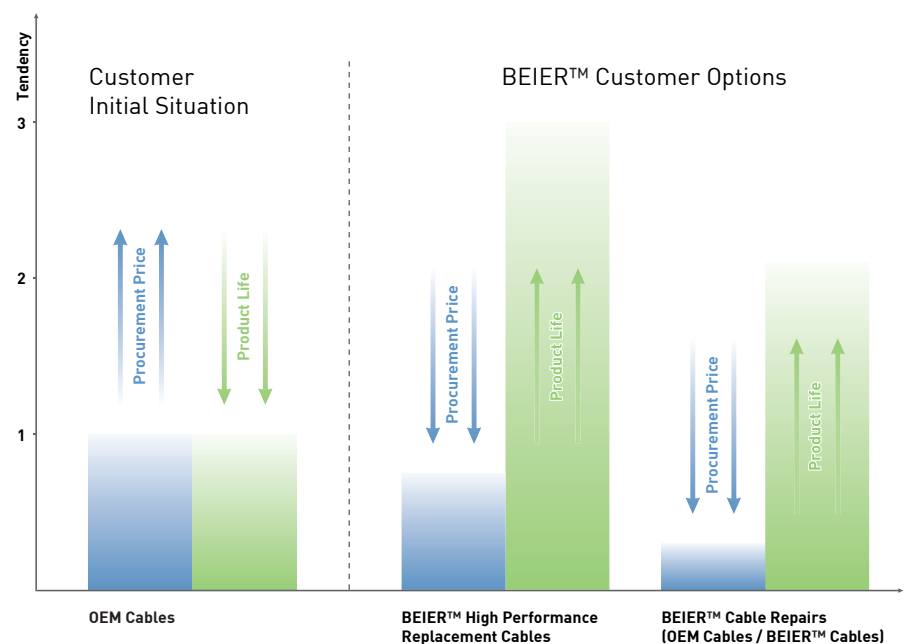 Tendency
3
2
1
Customer
Initial Situation
BEIER™ Customer Options
Procurement Price
Product Life
Procurement Price
Product Life
Procurement Price
Product Life
OEM Cables
BEIER™ High Performance
Replacement Cables
BEIER™ Cable Repairs
(OEM Cables / BEIER™ Cables)